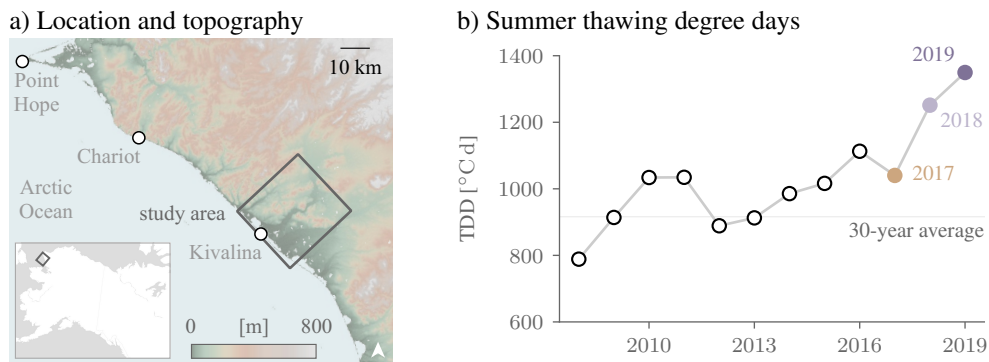 a) Location and topography
10 km
Point
Hope
Chariot
Arctic
Ocean
study area
Kivalina
0 [m] 800
b) Summer thawing degree days
TDD [°C d]
1400
1200
1000
800
600
2019
2018
2017
30-year average
2010 2013 2016 2019